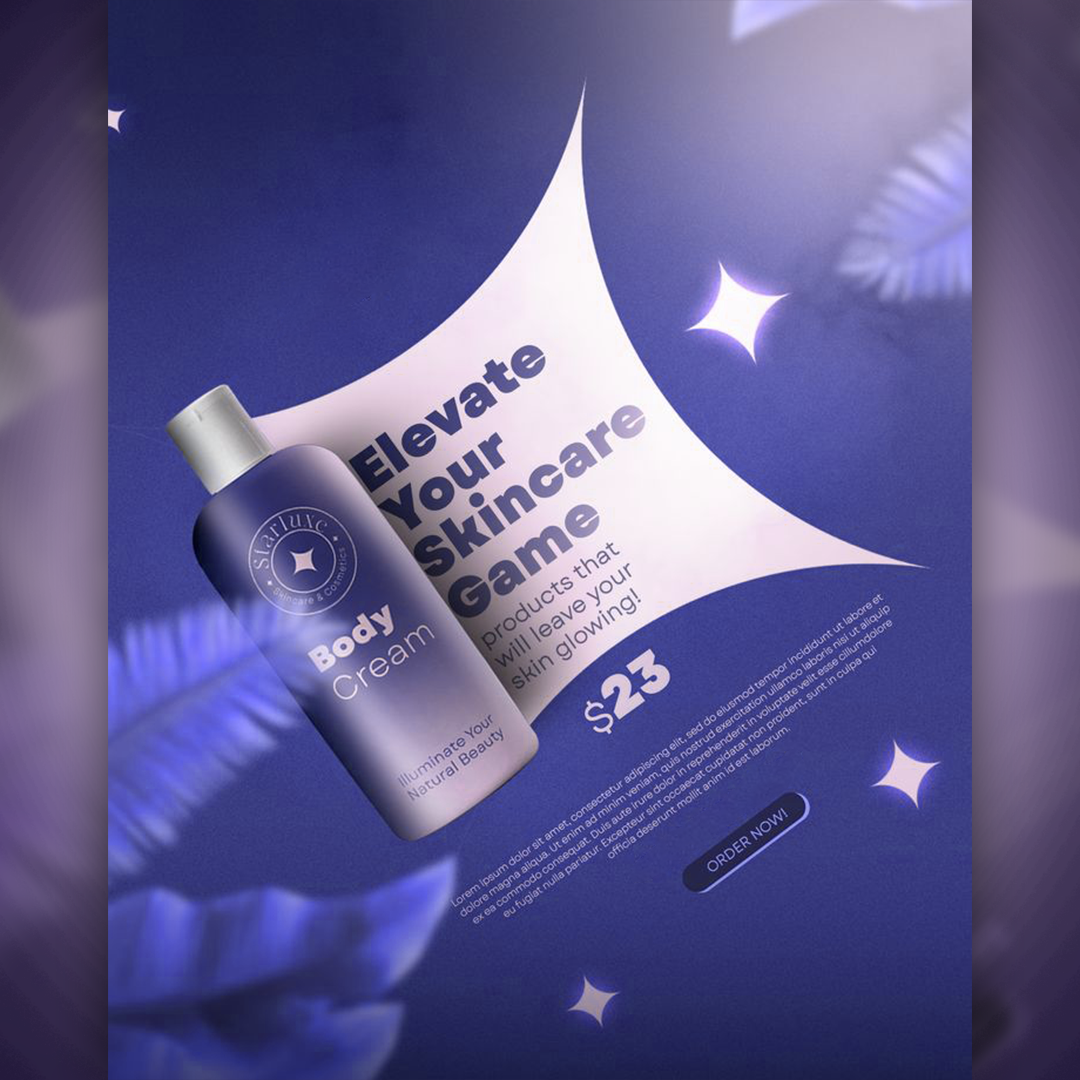 Elevate
Your
Skincare
Game
products that
will leave your
skin glowing!
$23
Starluxe
Skincare & Cosmetics
Body
Cream
Illuminate Your
Natural Beauty
Lorem ipsum dolor sit amet, consectetur adipiscing elit, sed do eiusmod tempor incididunt ut labore et
dolore magna aliqua. Ut enim ad minim veniam, quis nostrud exercitation ullamco laboris nisi ut aliquip
ex ea commodo consequat. Duis aute irure dolor in reprehenderit in voluptate velit esse cillumdolore
eu fugiat nulla pariatur. Excepteur sint occaecat cupidatat non proident, sunt in culpa qui
officia deserunt mollit anim id est laborum.
ORDER NOW!